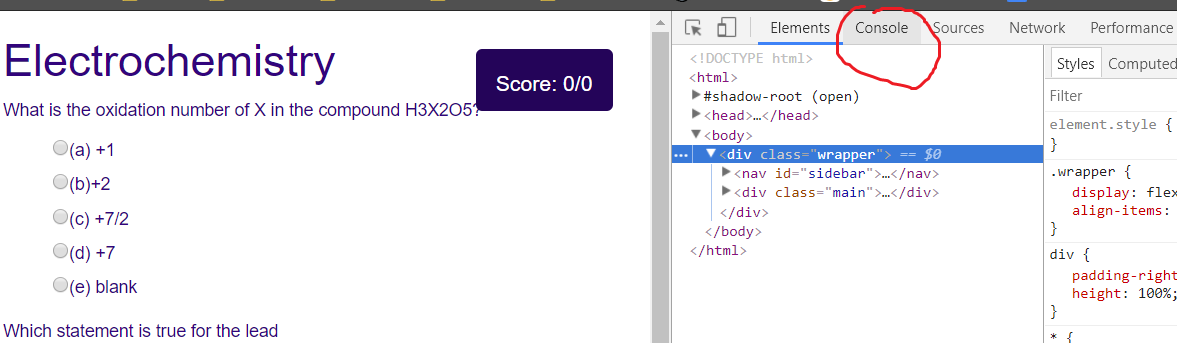 Electrochemistry
Score: 0/0
What is the oxidation number of X in the compound H3X2O5?
(a) +1
(b)+2
(c) +7/2
(d) +7
(e) blank
Which statement is true for the lead
Elements Console Sources Network Performance
<!DOCTYPE html>
<html>
▶#shadow-root (open)
▶<head>…</head>
▼<body>
… ▼<div class="wrapper"> == $0
▶<nav id="sidebar">…</nav>
▶<div class="main">…</div>
</div>
</body>
</html>
Styles Computed
Filter
element.style {
}
.wrapper {
display: flex
align-items:
}
div {
padding-right
height: 100%;
}
* {